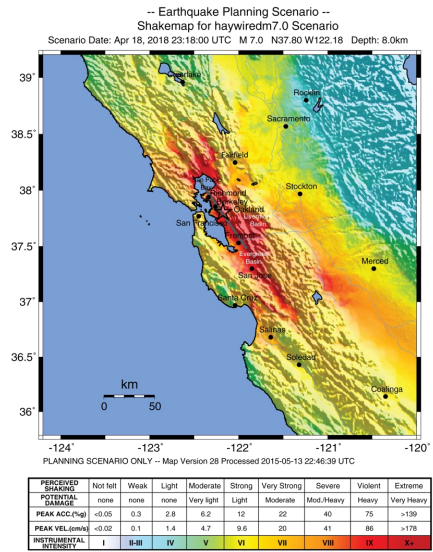 -- Earthquake Planning Scenario --
Shakemap for haywiredm7.0 Scenario
Scenario Date: Apr 18, 2018 23:18:00 UTC M 7.0 N37.80 W122.18 Depth: 8.0km
39˚
38.5˚
38˚
37.5˚
37˚
36.5˚
36˚
Rocklin
Sacramento
Fairfield
Stockton
Richmond
Berkeley
Oakland
San Francisco
Basin
Fremont
Evergreen
Basin
San Jose
Merced
Santa Cruz
Salinas
Soledad
Coalinga
km
0 50
-124˚ -123˚ -122˚ -121˚
PLANNING SCENARIO ONLY -- Map Version 28 Processed 2015-05-13 22:46:39 UTC
PERCEIVED SHAKING Not felt Weak Light Moderate Strong Very Strong Severe Violent Extreme
POTENTIAL DAMAGE none none none Very light Light Moderate Mod./Heavy Heavy Very Heavy
PEAK ACC.(%g) <0.05 0.3 2.8 6.2 12 22 40 75 >139
PEAK VEL.(cm/s) <0.02 0.1 1.4 4.7 9.6 20 41 86 >178
INSTRUMENTAL INTENSITY I II-III IV V VI VII VIII IX X+